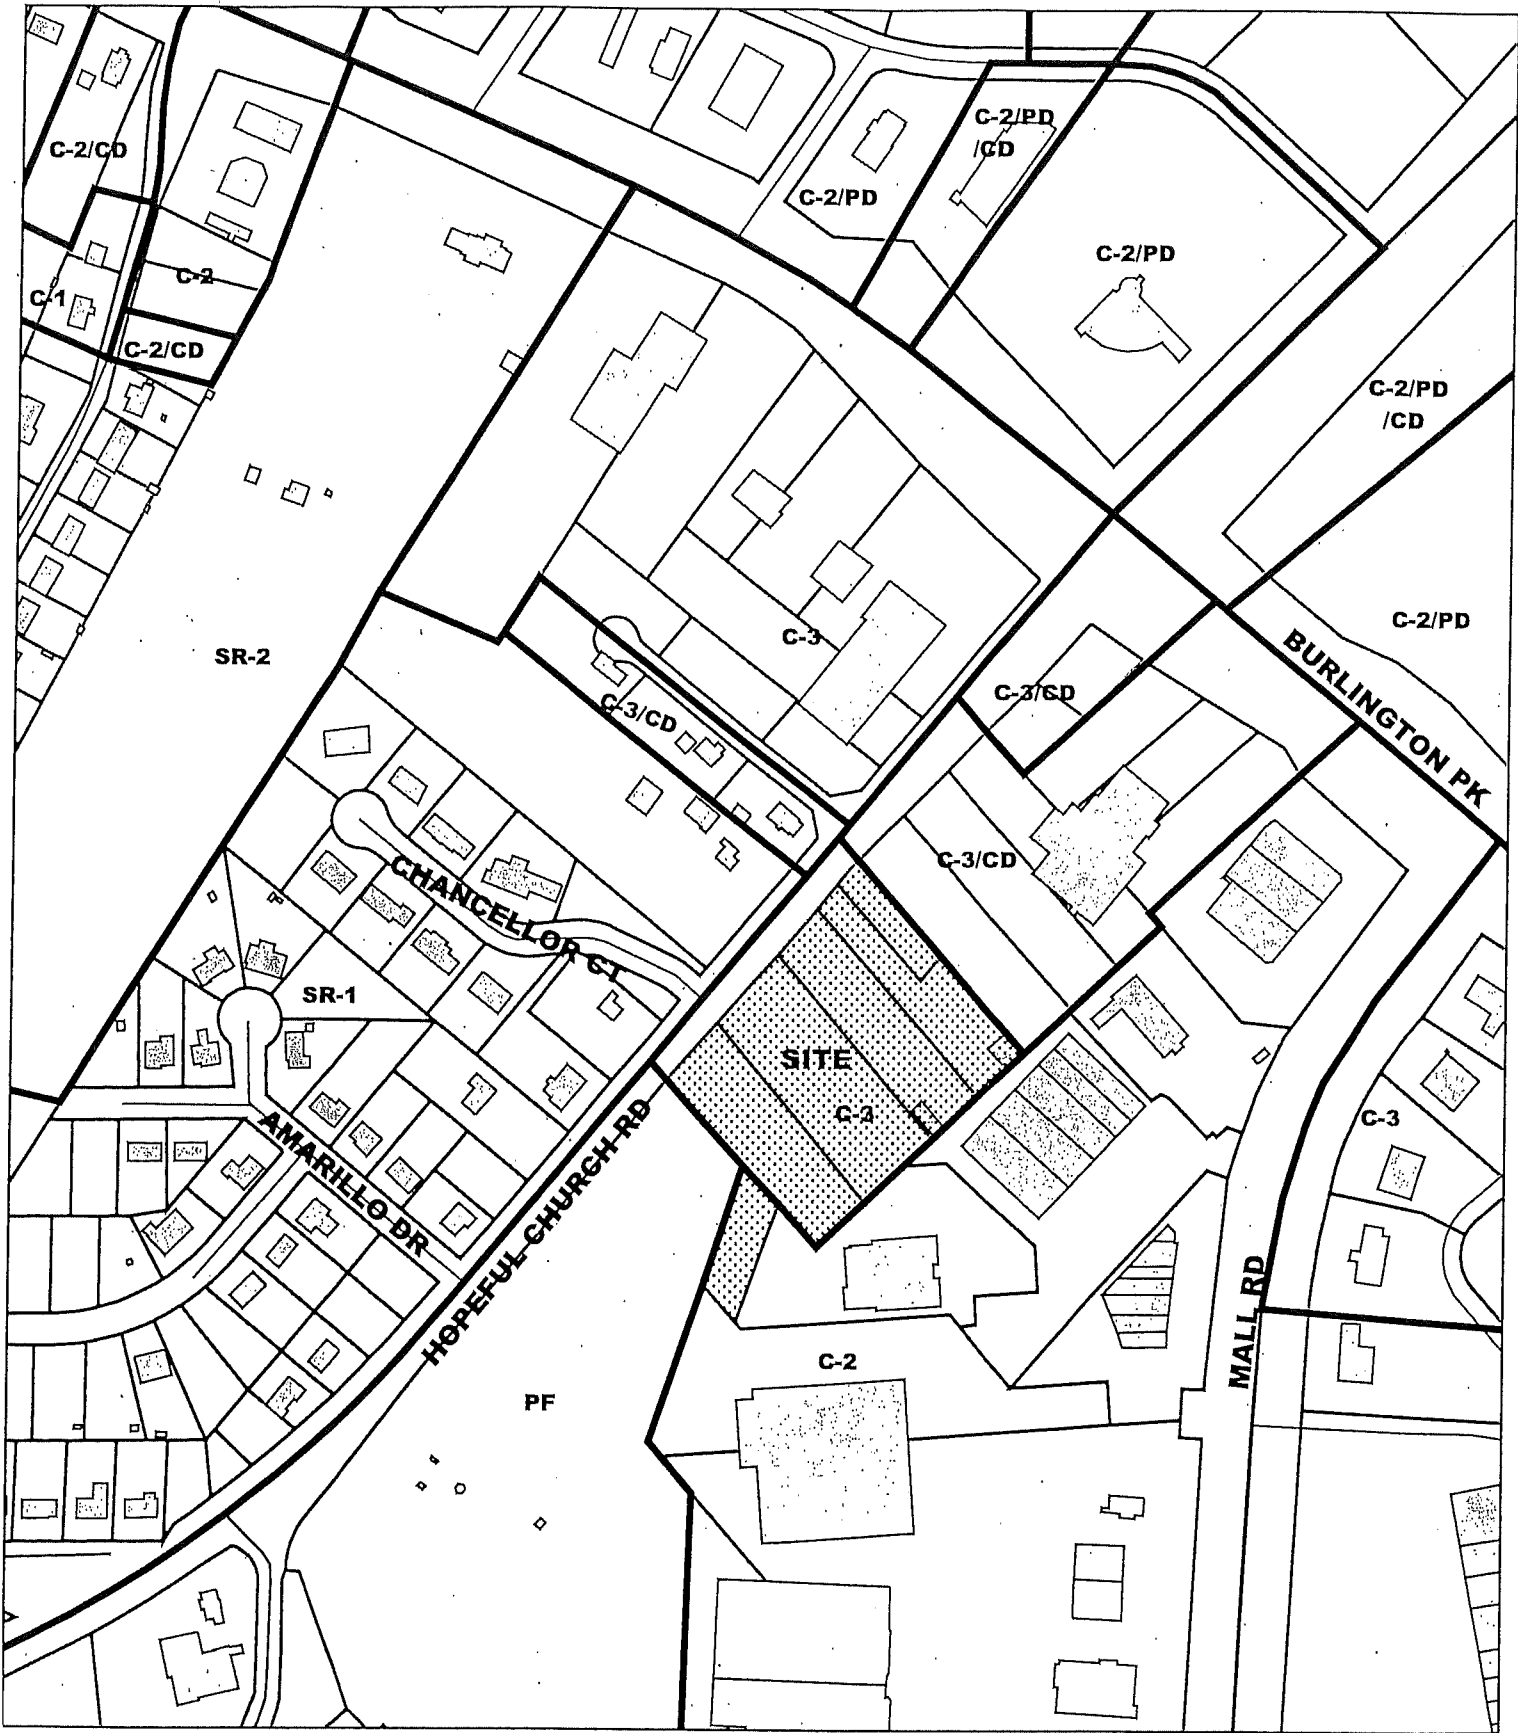 C-2/CD
C-2/PD
/CD
C-2/PD
C-2/PD
C-2
C-1
C-2/CD
C-2/PD
/CD
C-2/PD
SR-2
C-3
BURLINGTON PK
C-3/CD
C-3/CD
C-3/CD
CHANCELLOR CT
SR-1
SITE
C-3
C-3
AMARILLO DR
HOPEFUL CHURCH RD
MALL RD
C-2
PF